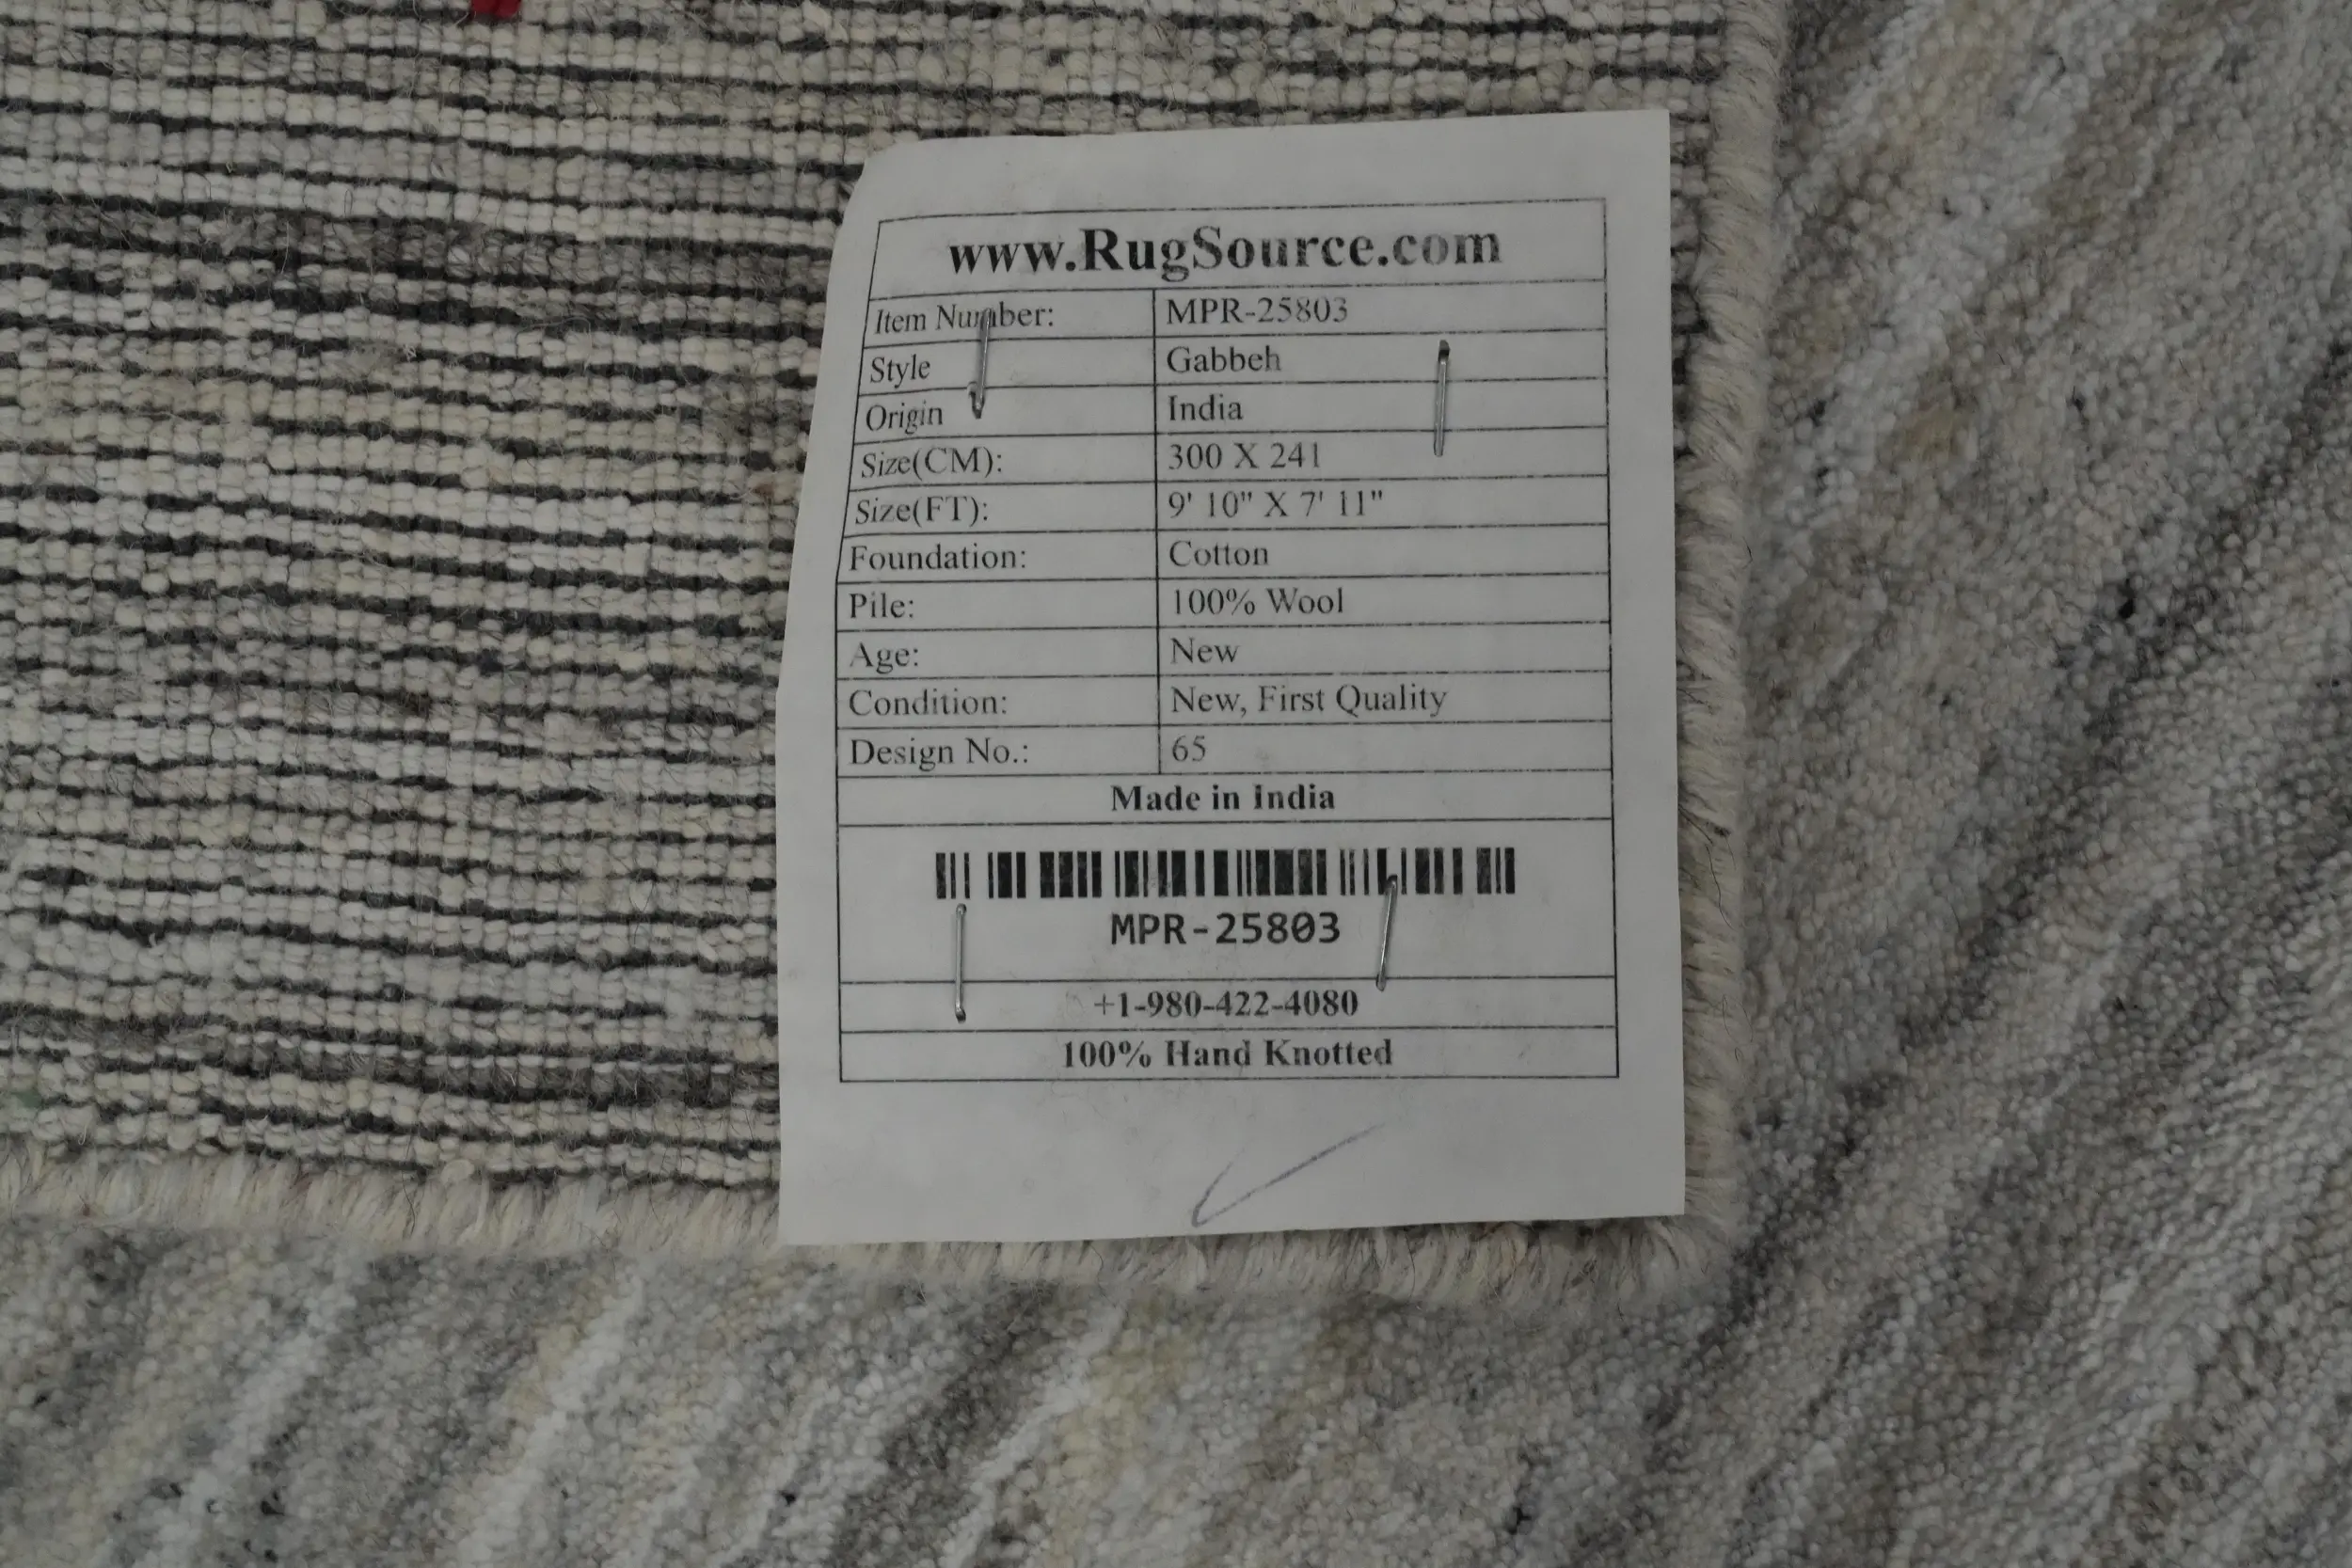 www.RugSource.com
Item Number: MPR-25803
Style Gabbeh
Origin India
Size(CM): 300 X 241
Size(FT): 9' 10" X 7' 11"
Foundation: Cotton
Pile: 100% Wool
Age: New
Condition: New, First Quality
Design No.: 65
Made in India
MPR-25803
+1-980-422-4080
100% Hand Knotted